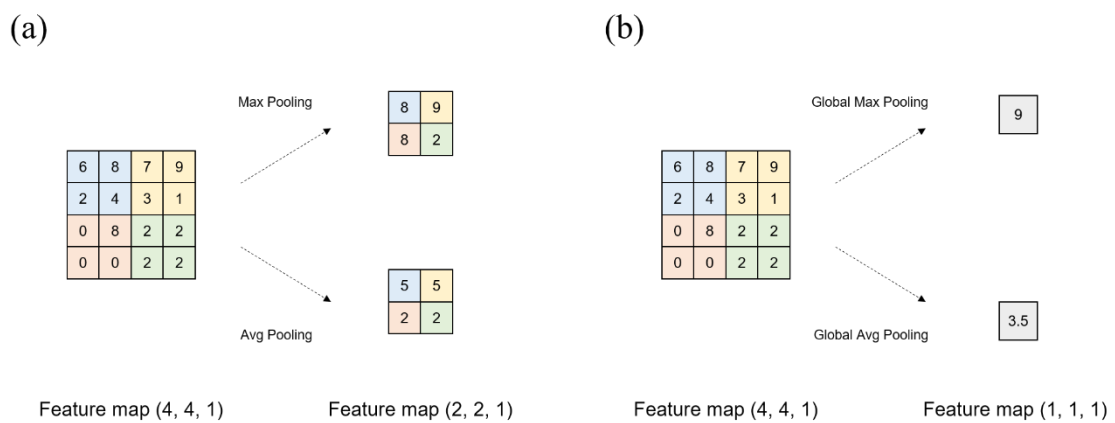 (a)
Max Pooling
8 9
8 2
6 8 7 9
2 4 3 1
0 8 2 2
0 0 2 2
5 5
2 2
Avg Pooling
Feature map (4, 4, 1)
Feature map (2, 2, 1)
(b)
Global Max Pooling
9
6 8 7 9
2 4 3 1
0 8 2 2
0 0 2 2
3.5
Global Avg Pooling
Feature map (4, 4, 1)
Feature map (1, 1, 1)